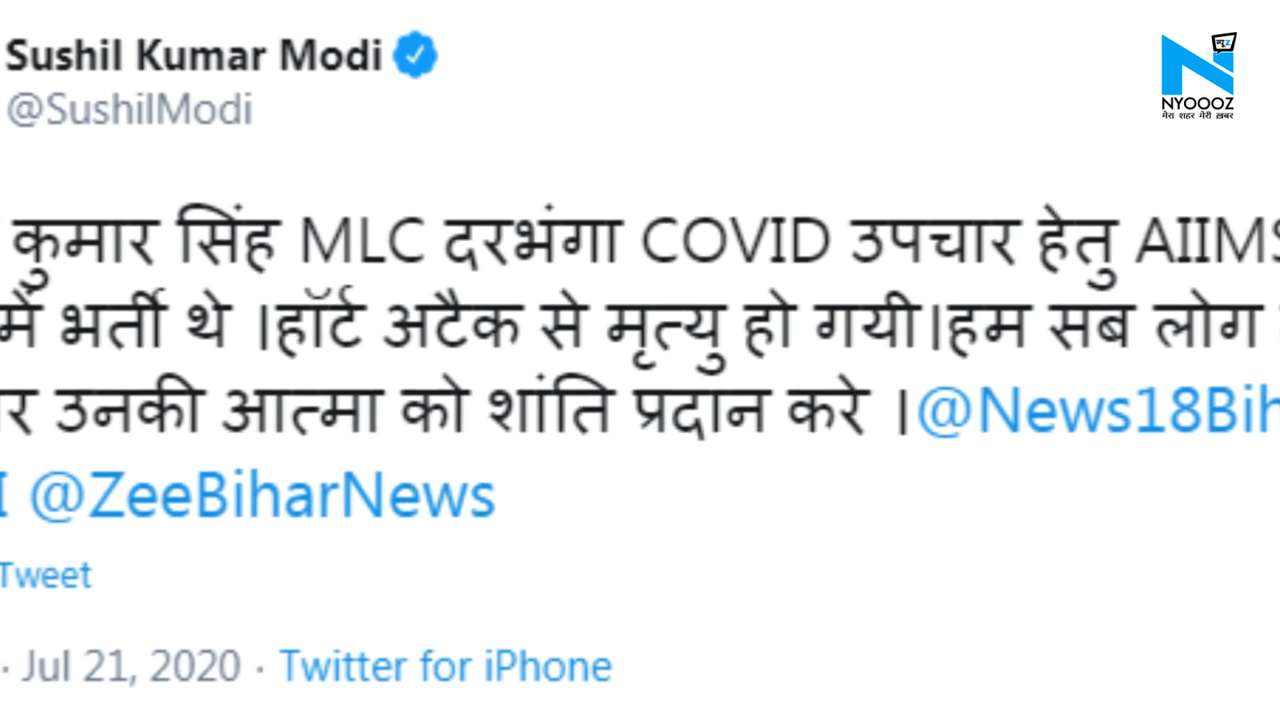 Sushil Kumar Modi
@SushilModi
न्यूz
NYOOOZ
मेरा शहर मेरी ख़बर
कुमार सिंह MLC दरभंगा COVID उपचार हेतु AIIMS
में भर्ती थे ।हॉर्ट अटैक से मृत्यु हो गयी।हम सब लोग
र उनकी आत्मा को शांति प्रदान करे ।@News18Bih
I @ZeeBiharNews
Tweet
· Jul 21, 2020 · Twitter for iPhone